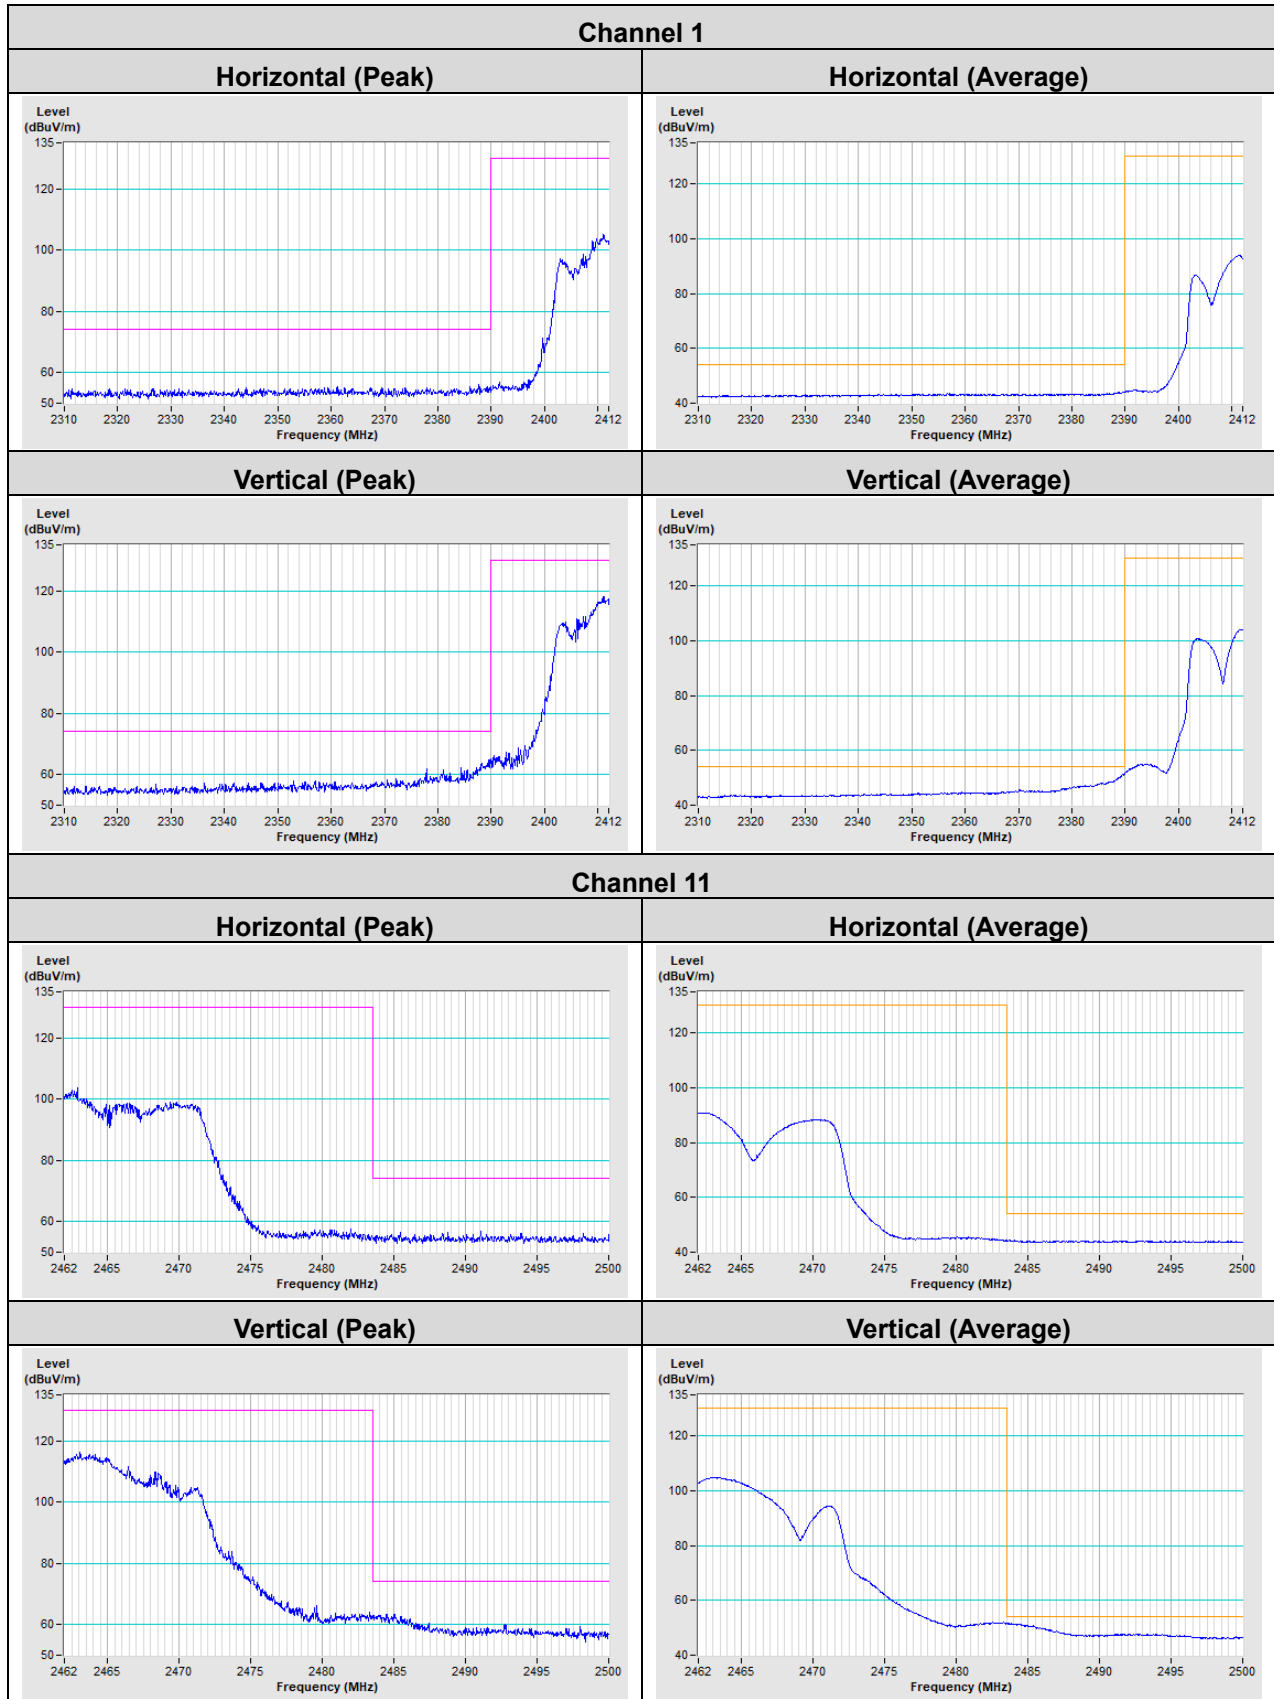 Channel 1
Horizontal (Peak)
Horizontal (Average)
Level
(dBuV/m)
135
120
100
80
60
50
2310 2320 2330 2340 2350 2360 2370 2380 2390 2400 2412
Frequency (MHz)
Level
(dBuV/m)
135
120
100
80
60
40
2310 2320 2330 2340 2350 2360 2370 2380 2390 2400 2412
Frequency (MHz)
Vertical (Peak)
Vertical (Average)
Level
(dBuV/m)
135
120
100
80
60
50
2310 2320 2330 2340 2350 2360 2370 2380 2390 2400 2412
Frequency (MHz)
Level
(dBuV/m)
135
120
100
80
60
40
2310 2320 2330 2340 2350 2360 2370 2380 2390 2400 2412
Frequency (MHz)
Channel 11
Horizontal (Peak)
Horizontal (Average)
Level
(dBuV/m)
135
120
100
80
60
50
2462 2465 2470 2475 2480 2485 2490 2495 2500
Frequency (MHz)
Level
(dBuV/m)
135
120
100
80
60
40
2462 2465 2470 2475 2480 2485 2490 2495 2500
Frequency (MHz)
Vertical (Peak)
Vertical (Average)
Level
(dBuV/m)
135
120
100
80
60
50
2462 2465 2470 2475 2480 2485 2490 2495 2500
Frequency (MHz)
Level
(dBuV/m)
135
120
100
80
60
40
2462 2465 2470 2475 2480 2485 2490 2495 2500
Frequency (MHz)